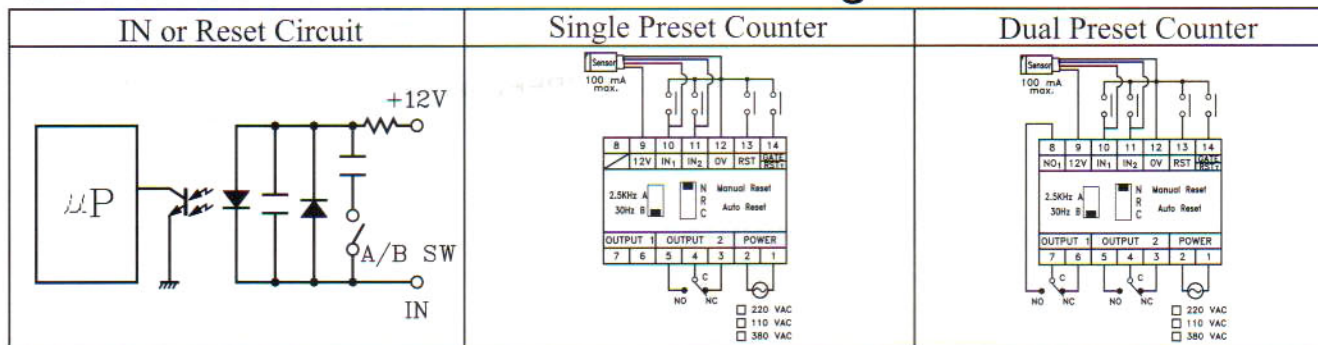 IN or Reset Circuit
Single Preset Counter
Dual Preset Counter
+12V
μP
A/B SW
IN
Sensor
100 mA
max.
8 9 10 11 12 13 14
12V IN1 IN2 0V RST GATE
RST1
2.5KHz A
30Hz B
N
R
C
Manual Reset
Auto Reset
OUTPUT 1 OUTPUT 2 POWER
7 6 5 4 3 2 1
C
NO NC
220 VAC
110 VAC
380 VAC
Sensor
100 mA
max.
8 9 10 11 12 13 14
NO1 12V IN1 IN2 0V RST GATE
RST1
2.5KHz A
30Hz B
N
R
C
Manual Reset
Auto Reset
OUTPUT 1 OUTPUT 2 POWER
7 6 5 4 3 2 1
C C
NO NC NO NC
220 VAC
110 VAC
380 VAC